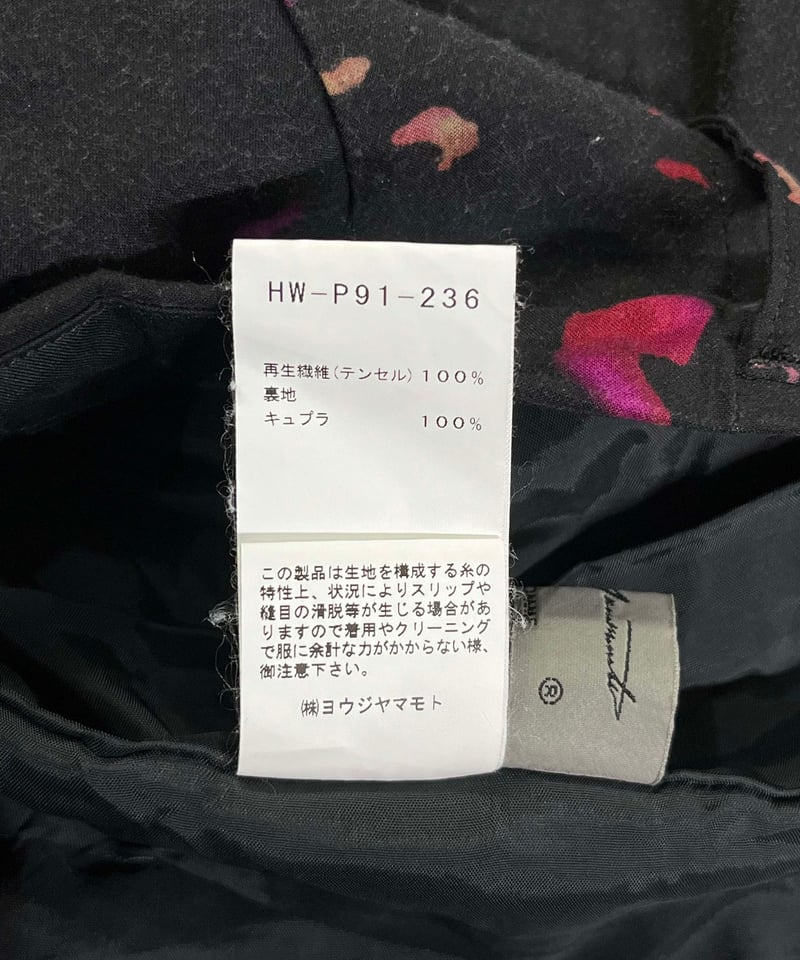 HW-P91-236
再生繊維(テンセル) 100%
裏地
キュプラ 100%
この製品は生地を構成する糸の
特性上、状況によりスリップや
縫目の滑脱等が生じる場合があ
りますので着用やクリーニング
で服に余計な力がかからない様、
御注意下さい。
㈱ヨウジヤマモト
®